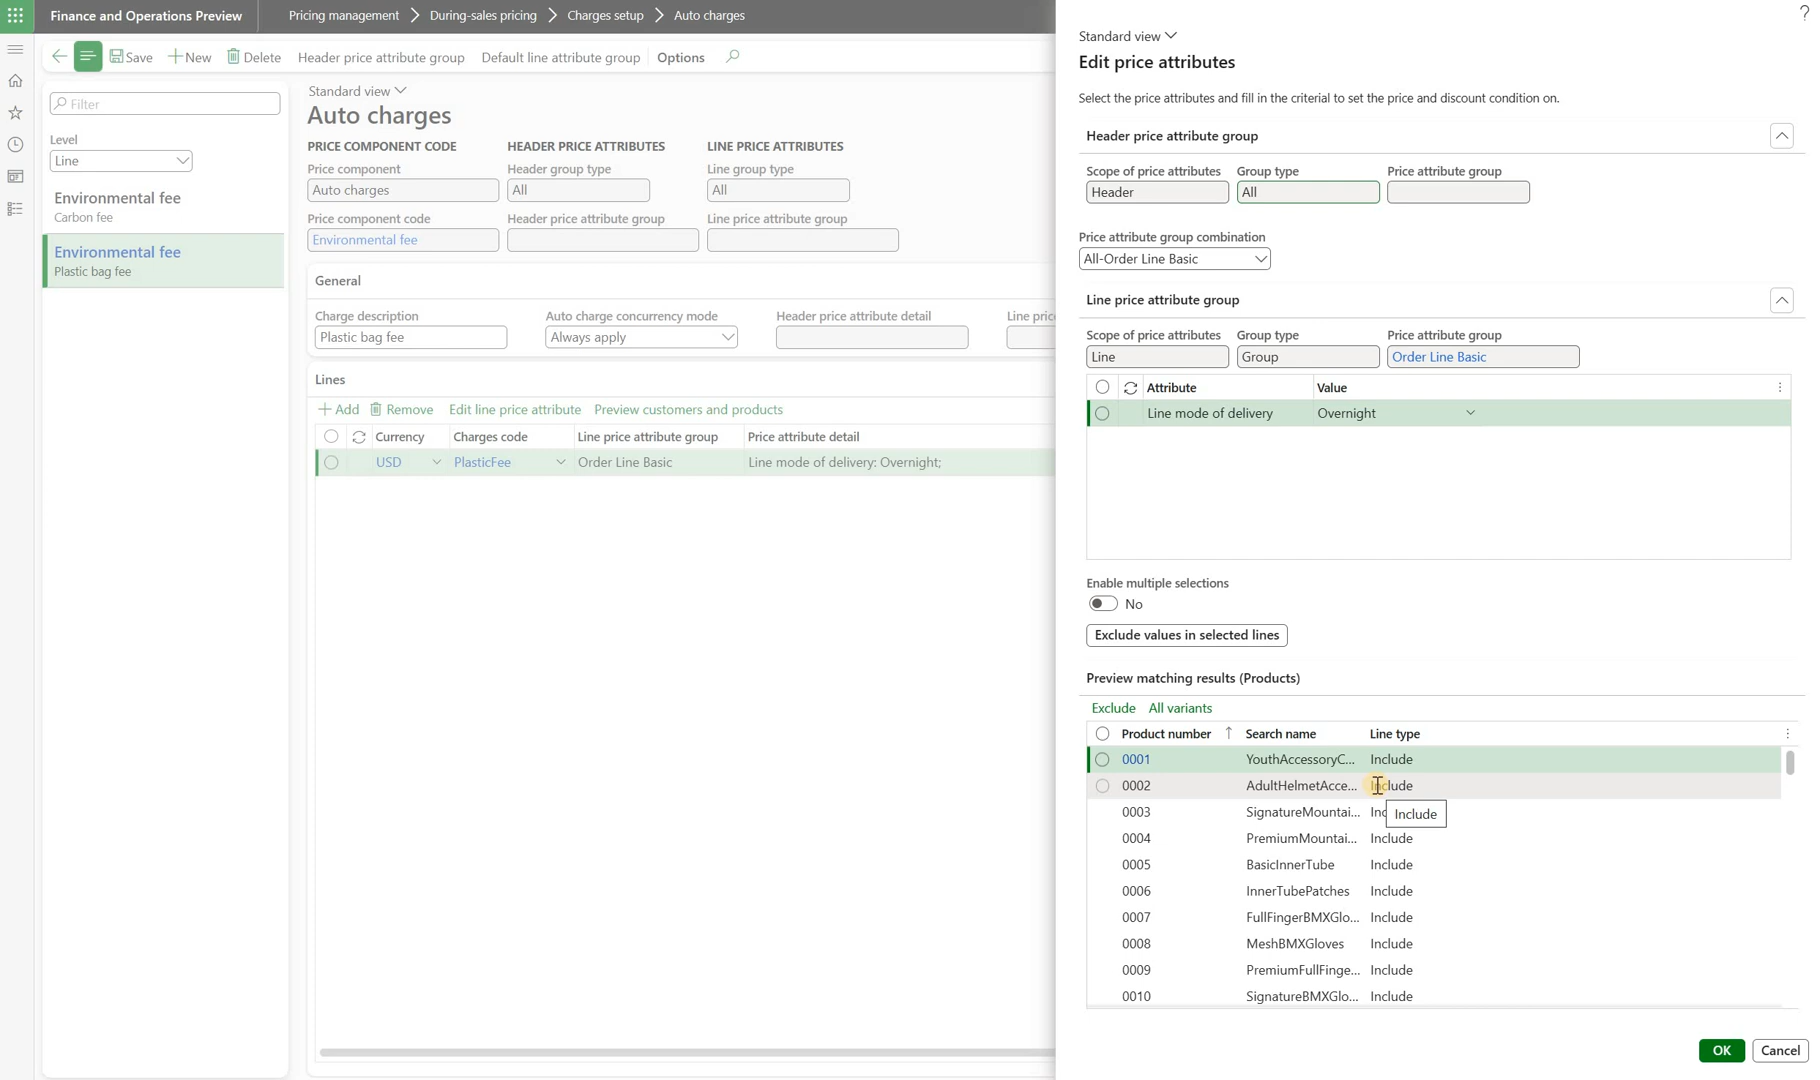 Finance and Operations Preview
Pricing management
During-sales pricing
Charges setup
Auto charges
?
Save
New
Delete
Header price attribute group
Default line attribute group
Options
Filter
Level
Line
Environmental fee
Carbon fee
Environmental fee
Plastic bag fee
Standard view
Auto charges
PRICE COMPONENT CODE
HEADER PRICE ATTRIBUTES
LINE PRICE ATTRIBUTES
Price component
Header group type
Line group type
Auto charges
All
All
Price component code
Header price attribute group
Line price attribute group
Environmental fee
General
Charge description
Auto charge concurrency mode
Header price attribute detail
Line price
Plastic bag fee
Always apply
Lines
Add
Remove
Edit line price attribute
Preview customers and products
Currency
Charges code
Line price attribute group
Price attribute detail
USD
PlasticFee
Order Line Basic
Line mode of delivery: Overnight;
Standard view
Edit price attributes
Select the price attributes and fill in the criterial to set the price and discount condition on.
Header price attribute group
Scope of price attributes
Group type
Price attribute group
Header
All
Price attribute group combination
All-Order Line Basic
Line price attribute group
Scope of price attributes
Group type
Price attribute group
Line
Group
Order Line Basic
Attribute
Value
Line mode of delivery
Overnight
Enable multiple selections
No
Exclude values in selected lines
Preview matching results (Products)
Exclude
All variants
Product number
Search name
Line type
0001 YouthAccessoryC... Include
0002 AdultHelmetAcce... Include
0003 SignatureMountai... Inc
Include
0004 PremiumMountai... Include
0005 BasicInnerTube Include
0006 InnerTubePatches Include
0007 FullFingerBMXGlo... Include
0008 MeshBMXGloves Include
0009 PremiumFullFinge... Include
0010 SignatureBMXGlo... Include
OK
Cancel